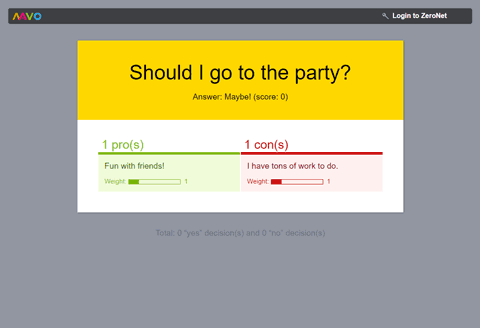 MVO
Login to ZeroNet
Should I go to the party?
Answer: Maybe! (score: 0)
1 pro(s)
1 con(s)
Fun with friends!
I have tons of work to do.
Weight: 1
Weight: 1
Total: 0 "yes" decision(s) and 0 "no" decision(s)